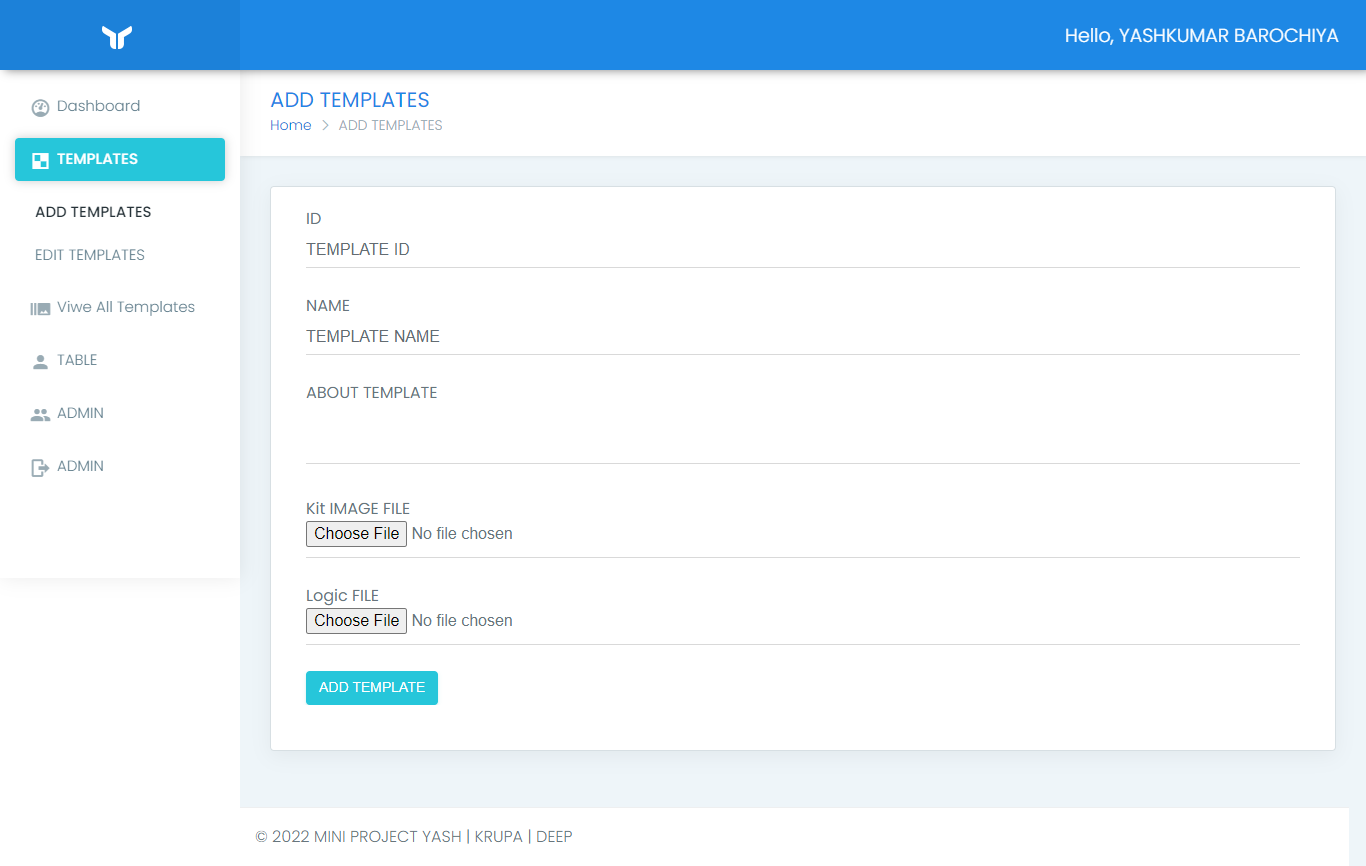 Hello, YASHKUMAR BAROCHIYA
Dashboard
TEMPLATES
ADD TEMPLATES
EDIT TEMPLATES
Viwe All Templates
TABLE
ADMIN
ADMIN
ADD TEMPLATES
Home > ADD TEMPLATES
ID
TEMPLATE ID
NAME
TEMPLATE NAME
ABOUT TEMPLATE
Kit IMAGE FILE
Choose File No file chosen
Logic FILE
Choose File No file chosen
ADD TEMPLATE
© 2022 MINI PROJECT YASH | KRUPA | DEEP